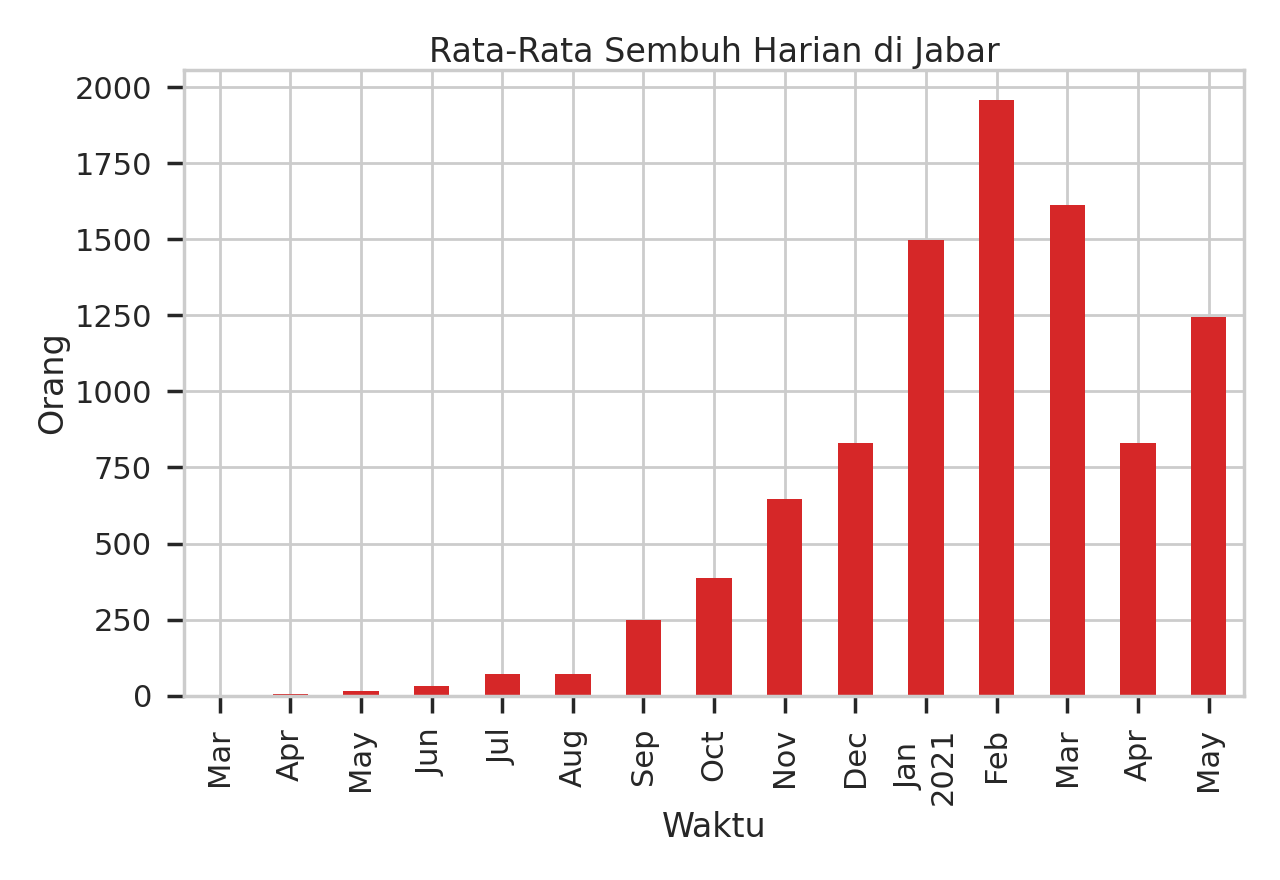 Rata-Rata Sembuh Harian di Jabar
2000
1750
1500
1250
1000
750
500
250
0
Orang
Mar
Apr
May
Jun
Jul
Aug
Sep
Oct
Nov
Dec
Jan
2021
Feb
Mar
Apr
May
Waktu